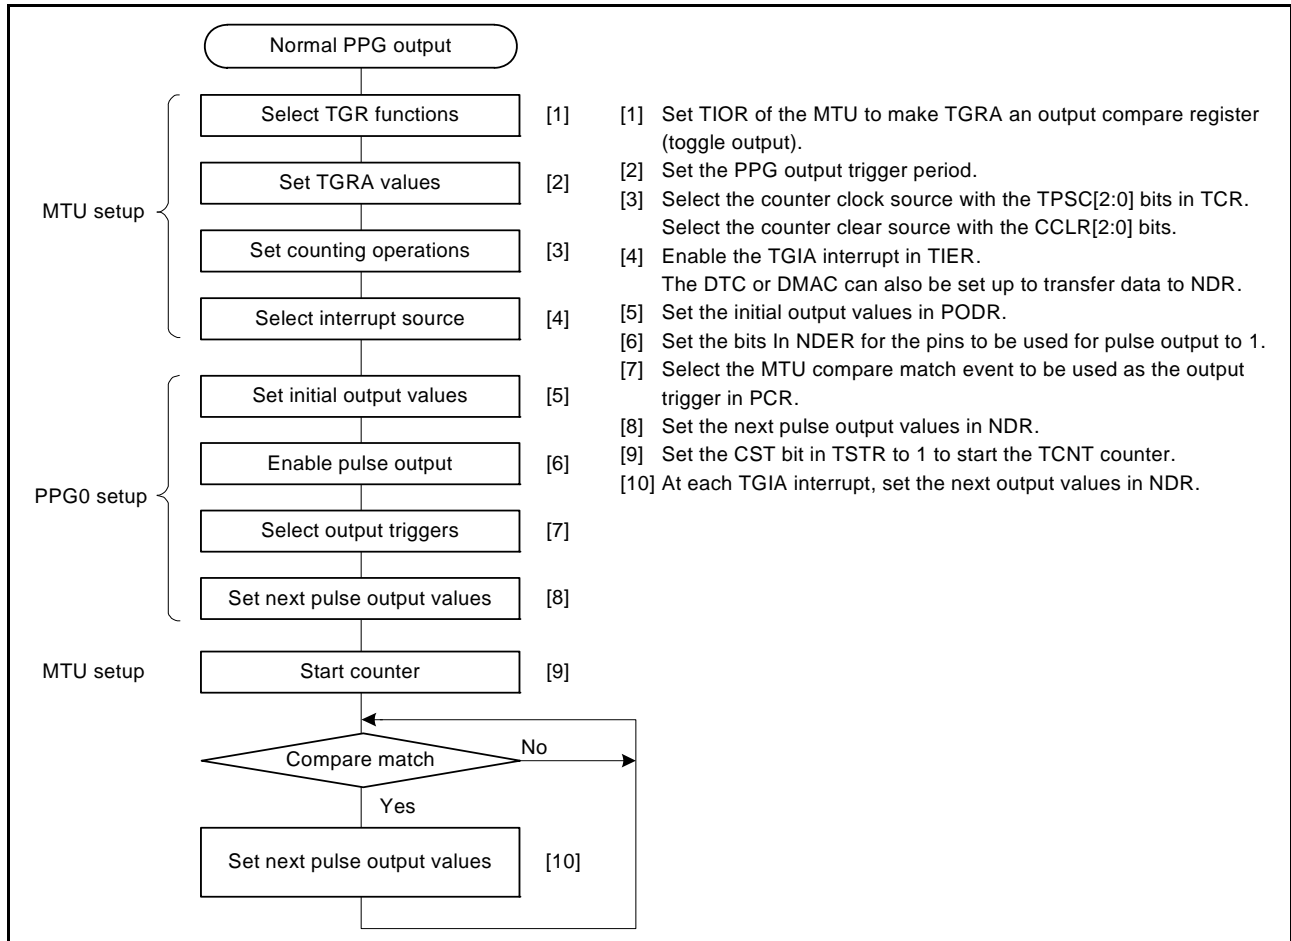 Normal PPG output
MTU setup
Select TGR functions [1]
Set TGRA values [2]
Set counting operations [3]
Select interrupt source [4]
PPG0 setup
Set initial output values [5]
Enable pulse output [6]
Select output triggers [7]
Set next pulse output values [8]
MTU setup
Start counter [9]
Compare match
No
Yes
Set next pulse output values [10]
[1] Set TIOR of the MTU to make TGRA an output compare register
(toggle output).
[2] Set the PPG output trigger period.
[3] Select the counter clock source with the TPSC[2:0] bits in TCR.
Select the counter clear source with the CCLR[2:0] bits.
[4] Enable the TGIA interrupt in TIER.
The DTC or DMAC can also be set up to transfer data to NDR.
[5] Set the initial output values in PODR.
[6] Set the bits In NDER for the pins to be used for pulse output to 1.
[7] Select the MTU compare match event to be used as the output
trigger in PCR.
[8] Set the next pulse output values in NDR.
[9] Set the CST bit in TSTR to 1 to start the TCNT counter.
[10] At each TGIA interrupt, set the next output values in NDR.